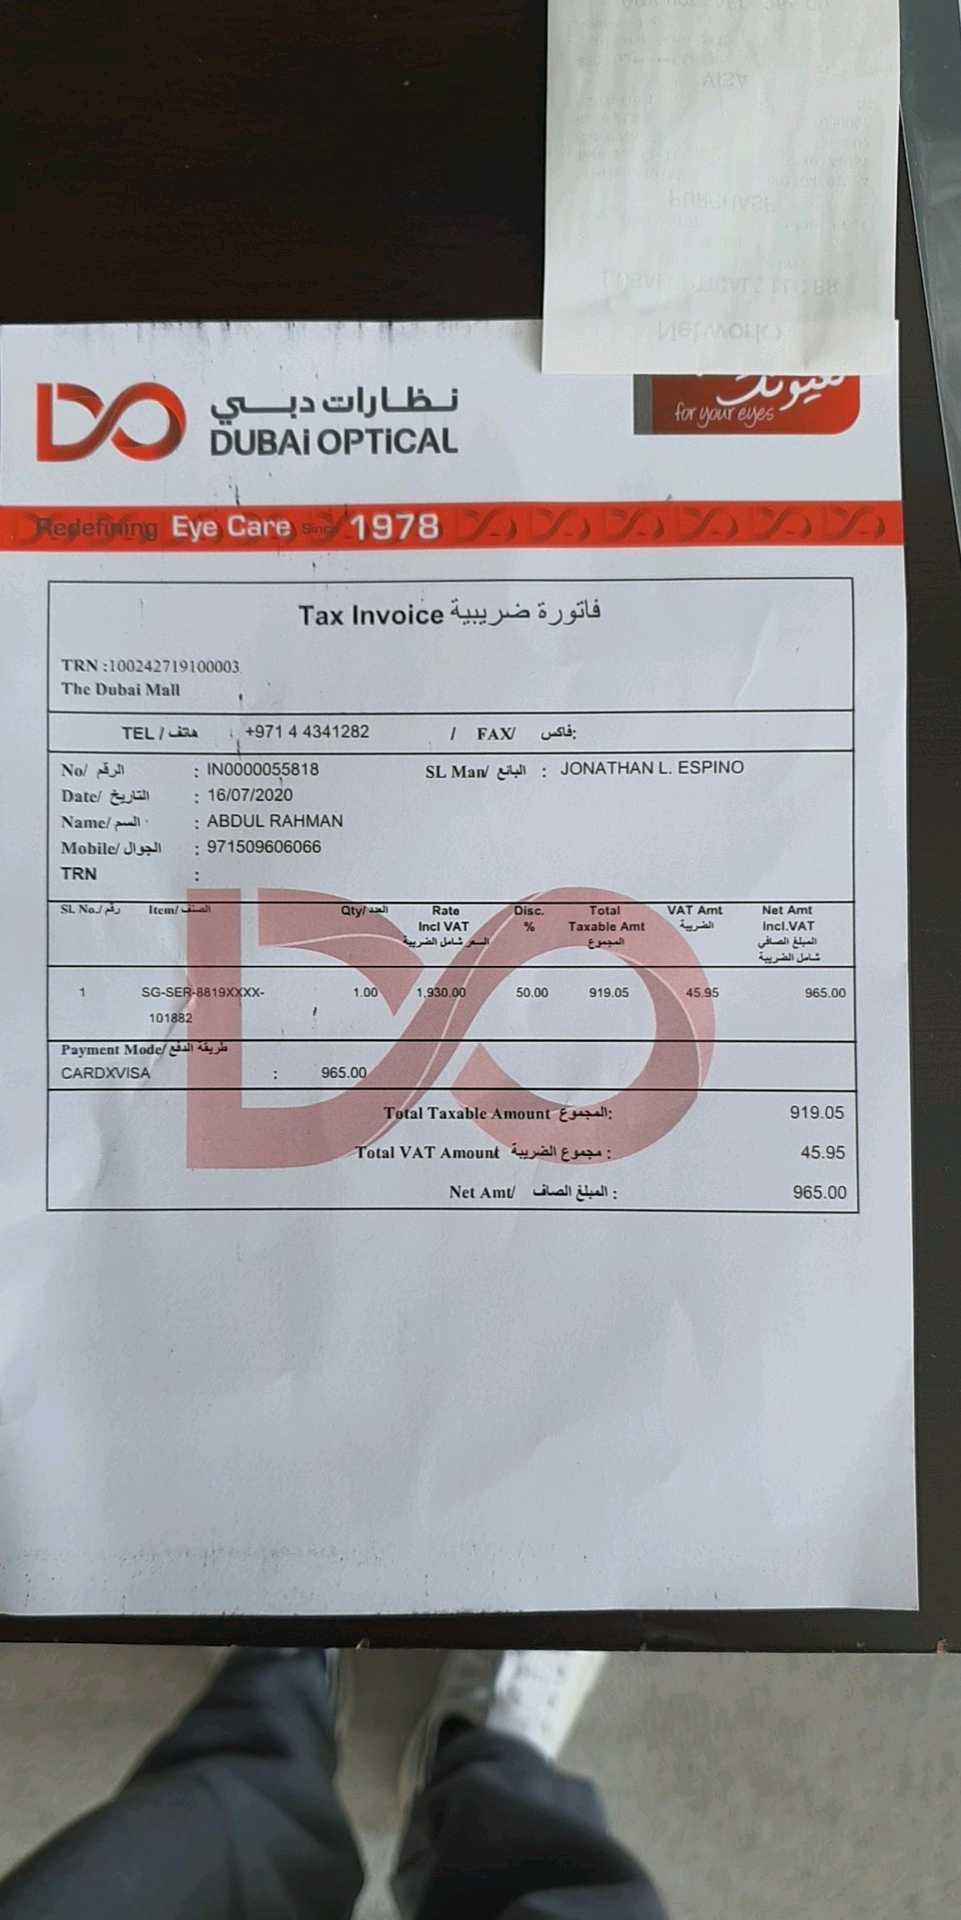 VISA
PURCHASE
Network
نظارات دبي
DUBAi OPTiCAL
for your eyes
Redefining Eye Care Since 1978
Tax Invoice فاتورة ضريبية
TRN :100242719100003
The Dubai Mall
TEL / هاتف : +971 4 4341282 / FAX/ فاكس:
No/ الرقم : IN0000055818 SL Man/ البائع : JONATHAN L. ESPINO
Date/ التاريخ : 16/07/2020
Name/ السم : ABDUL RAHMAN
Mobile/ الجوال : 971509606066
TRN :
SL No./ رقم Item/ الصنف Qty/ العدد Rate Disc. Total VAT Amt Net Amt
Incl VAT % Taxable Amt الضريبة Incl.VAT
السعر شامل الضريبة المجموع المبلغ الصافي
شامل الضريبة
1 SG-SER-8819XXXX- 1.00 1,930.00 50.00 919.05 45.95 965.00
101882
Payment Mode/ طريقة الدفع
CARDXVISA : 965.00
Total Taxable Amount المجموع: 919.05
Total VAT Amount مجموع الضريبة : 45.95
Net Amt/ المبلغ الصاف : 965.00